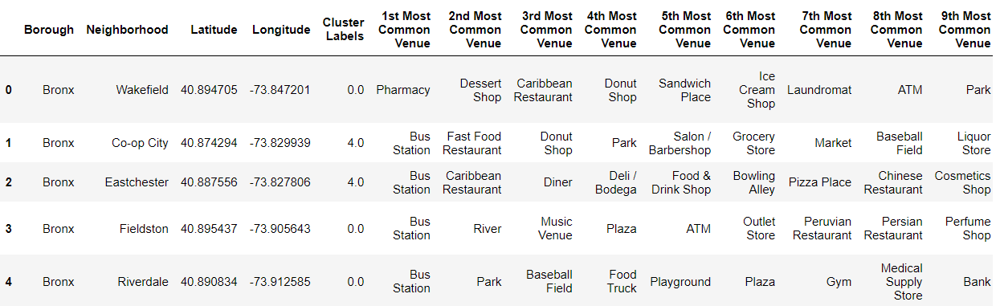 Borough Neighborhood Latitude Longitude Cluster Labels 1st Most Common Venue 2nd Most Common Venue 3rd Most Common Venue 4th Most Common Venue 5th Most Common Venue 6th Most Common Venue 7th Most Common Venue 8th Most Common Venue 9th Most Common Venue
0 Bronx Wakefield 40.894705 -73.847201 0.0 Pharmacy Dessert Shop Caribbean Restaurant Donut Shop Sandwich Place Ice Cream Shop Laundromat ATM Park
1 Bronx Co-op City 40.874294 -73.829939 4.0 Bus Station Fast Food Restaurant Donut Shop Park Salon / Barbershop Grocery Store Market Baseball Field Liquor Store
2 Bronx Eastchester 40.887556 -73.827806 4.0 Bus Station Caribbean Restaurant Diner Deli / Bodega Food & Drink Shop Bowling Alley Pizza Place Chinese Restaurant Cosmetics Shop
3 Bronx Fieldston 40.895437 -73.905643 0.0 Bus Station River Music Venue Plaza ATM Outlet Store Peruvian Restaurant Persian Restaurant Perfume Shop
4 Bronx Riverdale 40.890834 -73.912585 0.0 Bus Station Park Baseball Field Food Truck Playground Plaza Gym Medical Supply Store Bank